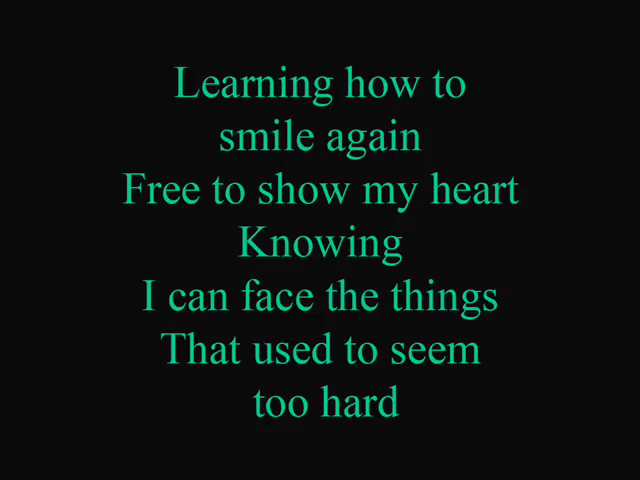 Learning how to
smile again
Free to show my heart
Knowing
I can face the things
That used to seem
too hard